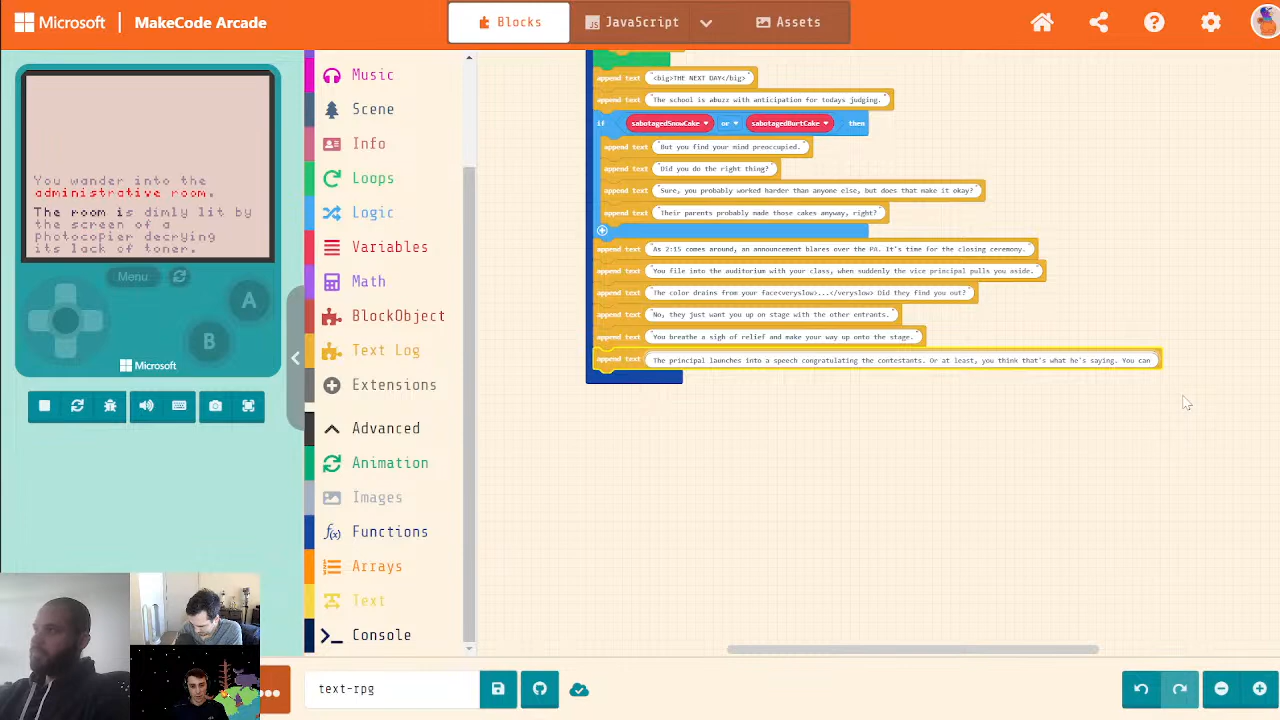 Microsoft
MakeCode Arcade
Blocks
JavaScript
Assets
You wander into the
administrative room.
The room is dimly lit by
the screen of a
photocopier decrying
its lack of toner.
Menu
A
B
Microsoft
Music
Scene
Info
Loops
Logic
Variables
Math
BlockObject
Text Log
Extensions
Advanced
Animation
Images
Functions
Arrays
Text
Console
append text "<big>THE NEXT DAY</big>"
append text "The school is abuzz with anticipation for todays judging."
if sabotagedSnowCake or sabotagedBurtCake then
append text "But you find your mind preoccupied."
append text "Did you do the right thing?"
append text "Sure, you probably worked harder than anyone else, but does that make it okay?"
append text "Their parents probably made those cakes anyway, right?"
append text "As 2:15 comes around, an announcement blares over the PA. It's time for the closing ceremony."
append text "You file into the auditorium with your class, when suddenly the vice principal pulls you aside."
append text "The color drains from your face<veryslow>...</veryslow> Did they find you out?"
append text "No, they just want you up on stage with the other entrants."
append text "You breathe a sigh of relief and make your way up onto the stage."
append text "The principal launches into a speech congratulating the contestants. Or at least, you think that's what he's saying. You can
text-rpg